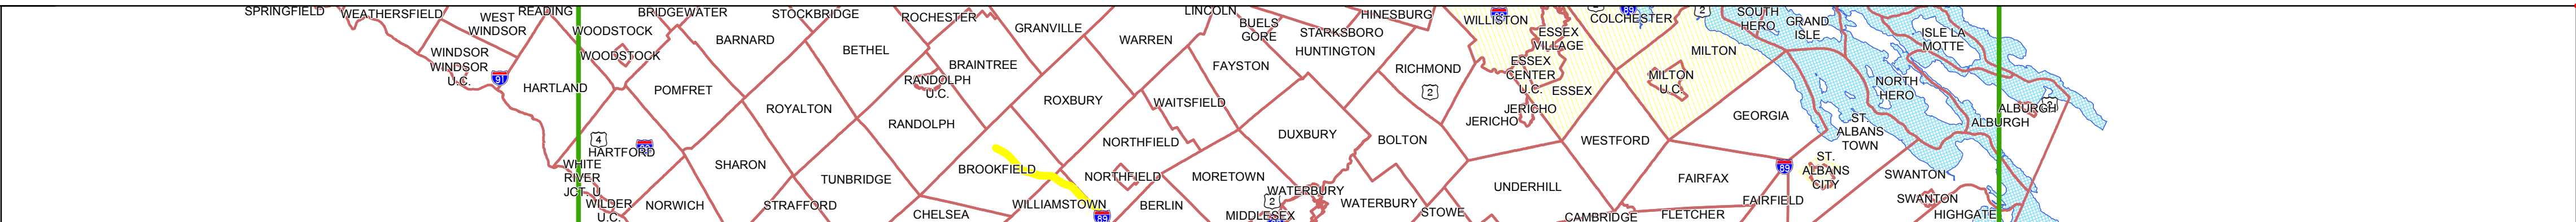 SPRINGFIELD
WEATHERSFIELD
WEST
WINDSOR
READING
BRIDGEWATER
STOCKBRIDGE
ROCHESTER
GRANVILLE
LINCOLN
BUELS
GORE
STARKSBORO
HINESBURG
WILLISTON
89
COLCHESTER
2
SOUTH
HERO
GRAND
ISLE
ISLE LA
MOTTE
WOODSTOCK
WOODSTOCK
BARNARD
BETHEL
BRAINTREE
WARREN
FAYSTON
HUNTINGTON
RICHMOND
2
ESSEX
VILLAGE
ESSEX
CENTER
U.C.
ESSEX
MILTON
MILTON
U.C.
NORTH
HERO
WINDSOR
WINDSOR
U.C.
91
HARTLAND
POMFRET
ROYALTON
RANDOLPH
U.C.
RANDOLPH
ROXBURY
WAITSFIELD
DUXBURY
BOLTON
JERICHO
JERICHO
WESTFORD
GEORGIA
ST.
ALBANS
TOWN
ALBURGH
2
ALBURGH
4
HARTFORD
WHITE
RIVER
JCT. U.
WILDER
U.C.
SHARON
TUNBRIDGE
BROOKFIELD
NORTHFIELD
NORTHFIELD
MORETOWN
WATERBURY
WATERBURY
2
UNDERHILL
FAIRFAX
89
ST.
ALBANS
CITY
SWANTON
SWANTON
NORWICH
STRAFFORD
CHELSEA
WILLIAMSTOWN
89
BERLIN
MIDDLESEX
STOWE
CAMBRIDGE
FLETCHER
FAIRFIELD
HIGHGATE